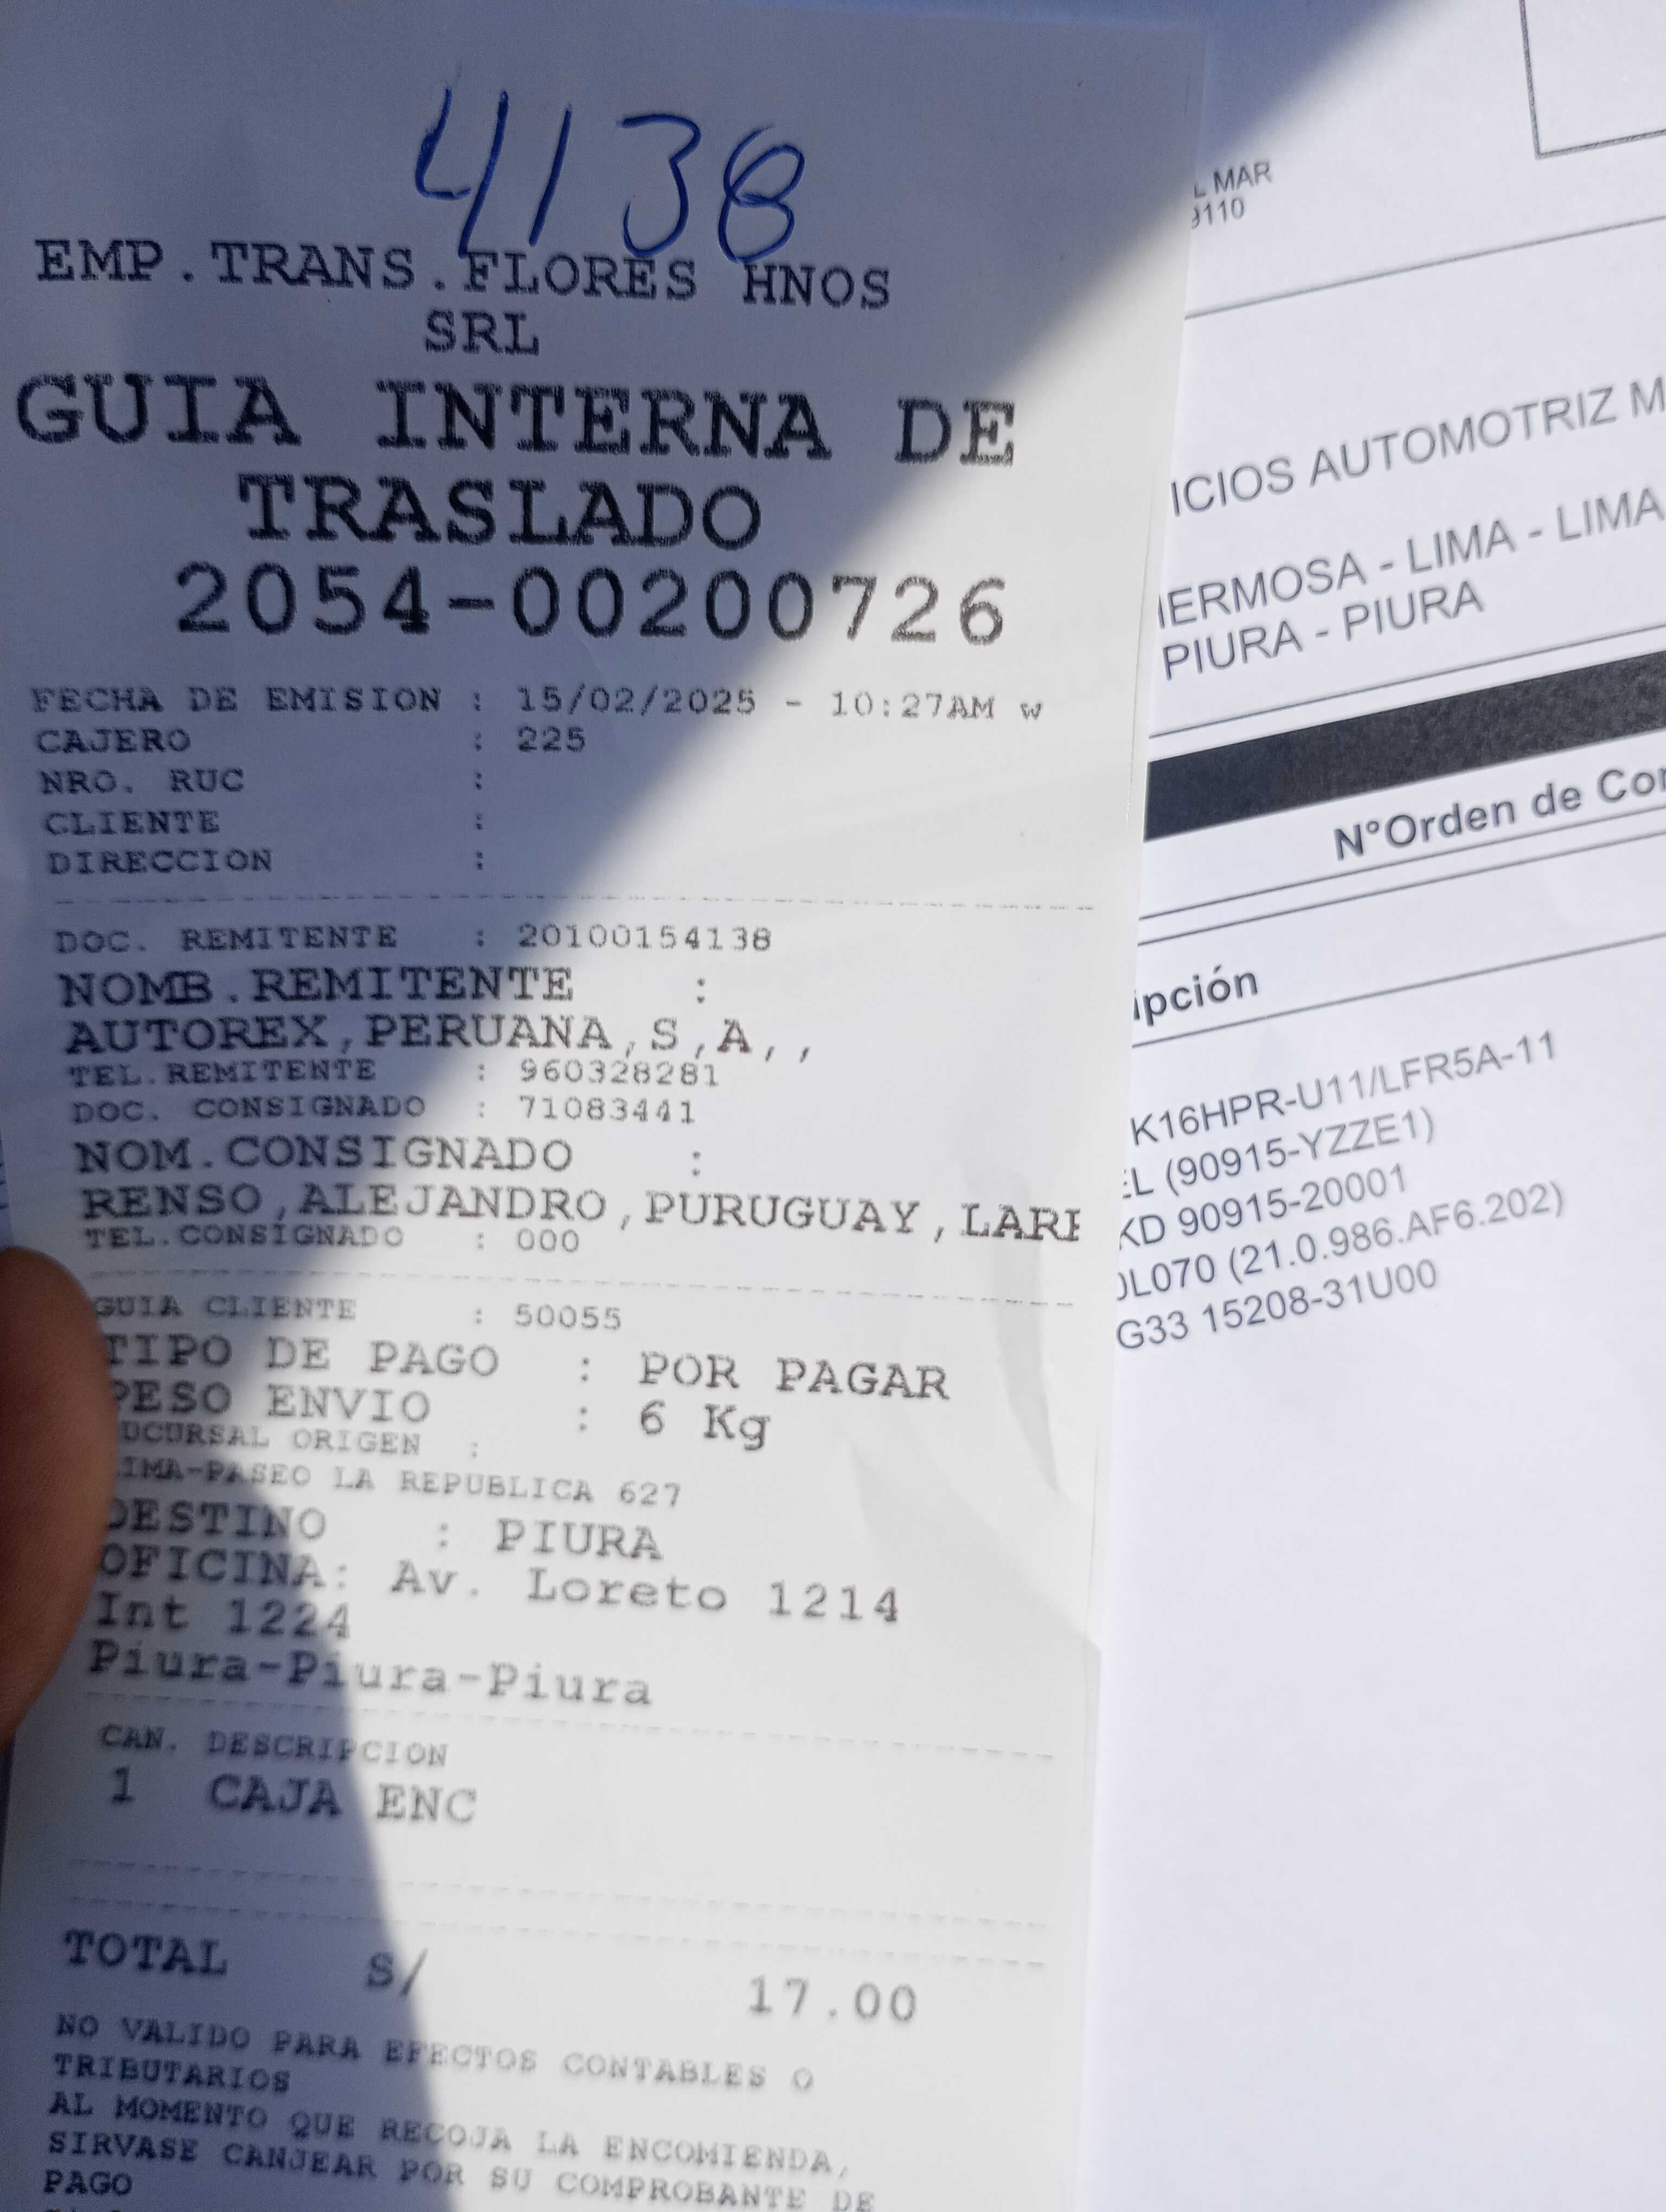 4138
EMP.TRANS.FLORES HNOS
SRL
GUIA INTERNA DE
TRASLADO
2054-00200726
FECHA DE EMISION : 15/02/2025 - 10:27AM w
CAJERO : 225
NRO. RUC :
CLIENTE :
DIRECCION :
DOC. REMITENTE : 20100154138
NOMB.REMITENTE :
AUTOREX,PERUANA,S,A,,
TEL.REMITENTE : 960328281
DOC. CONSIGNADO : 71083441
NOM.CONSIGNADO :
RENSO,ALEJANDRO,PURUGUAY,LARE
TEL.CONSIGNADO : 000
GUIA CLIENTE : 50055
TIPO DE PAGO : POR PAGAR
PESO ENVIO : 6 Kg
UCURSAL ORIGEN :
IMA-PASEO LA REPUBLICA 627
DESTINO : PIURA
OFICINA: Av. Loreto 1214
Int 1224
Piura-Piura-Piura
CAN. DESCRIPCION
1 CAJA ENC
TOTAL S/ 17.00
NO VALIDO PARA EFECTOS CONTABLES O
TRIBUTARIOS
AL MOMENTO QUE RECOJA LA ENCOMIENDA,
SIRVASE CANJEAR POR SU COMPROBANTE DE
PAGO
L MAR
9110
ICIOS AUTOMOTRIZ M
HERMOSA - LIMA - LIMA
PIURA - PIURA
N°Orden de Cor
ipción
K16HPR-U11/LFR5A-11
EL (90915-YZZE1)
KD 90915-20001
OL070 (21.0.986.AF6.202)
G33 15208-31U00